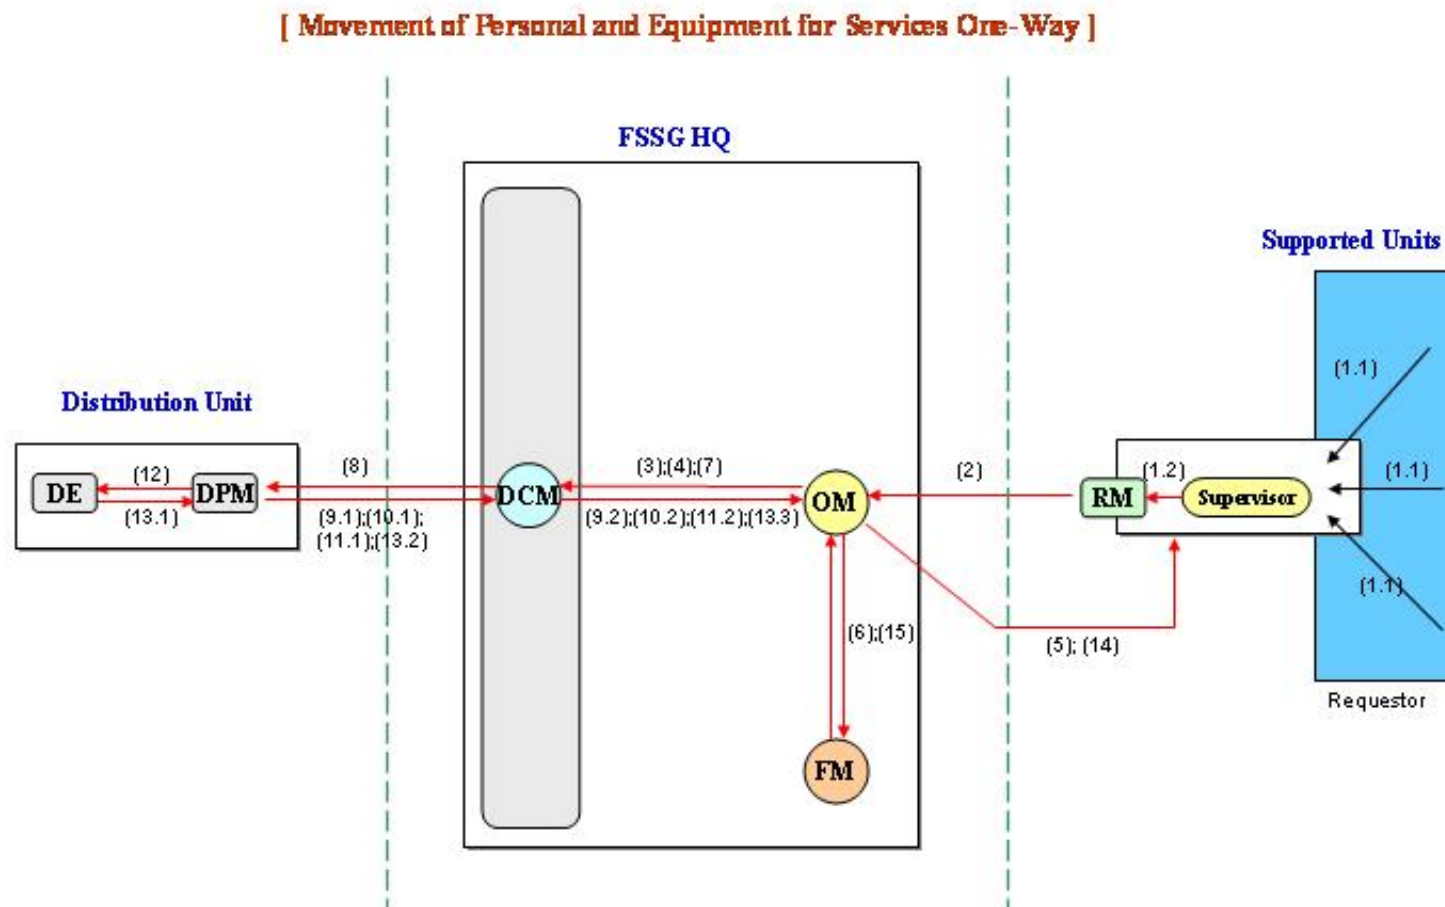 [ Movement of Personal and Equipment for Services One-Way ]
FSSG HQ
Supported Units
(1.1)
Distribution Unit
(12)
(8)
(3);(4);(7)
(2)
(1.2)
(1.1)
DE
DPM
DCM
OM
RM
Supervisor
(13.1)
(9.1);(10.1);
(11.1);(13.2)
(9.2);(10.2);(11.2);(13.3)
(1.1)
(6);(15)
(5); (14)
Requestor
FM